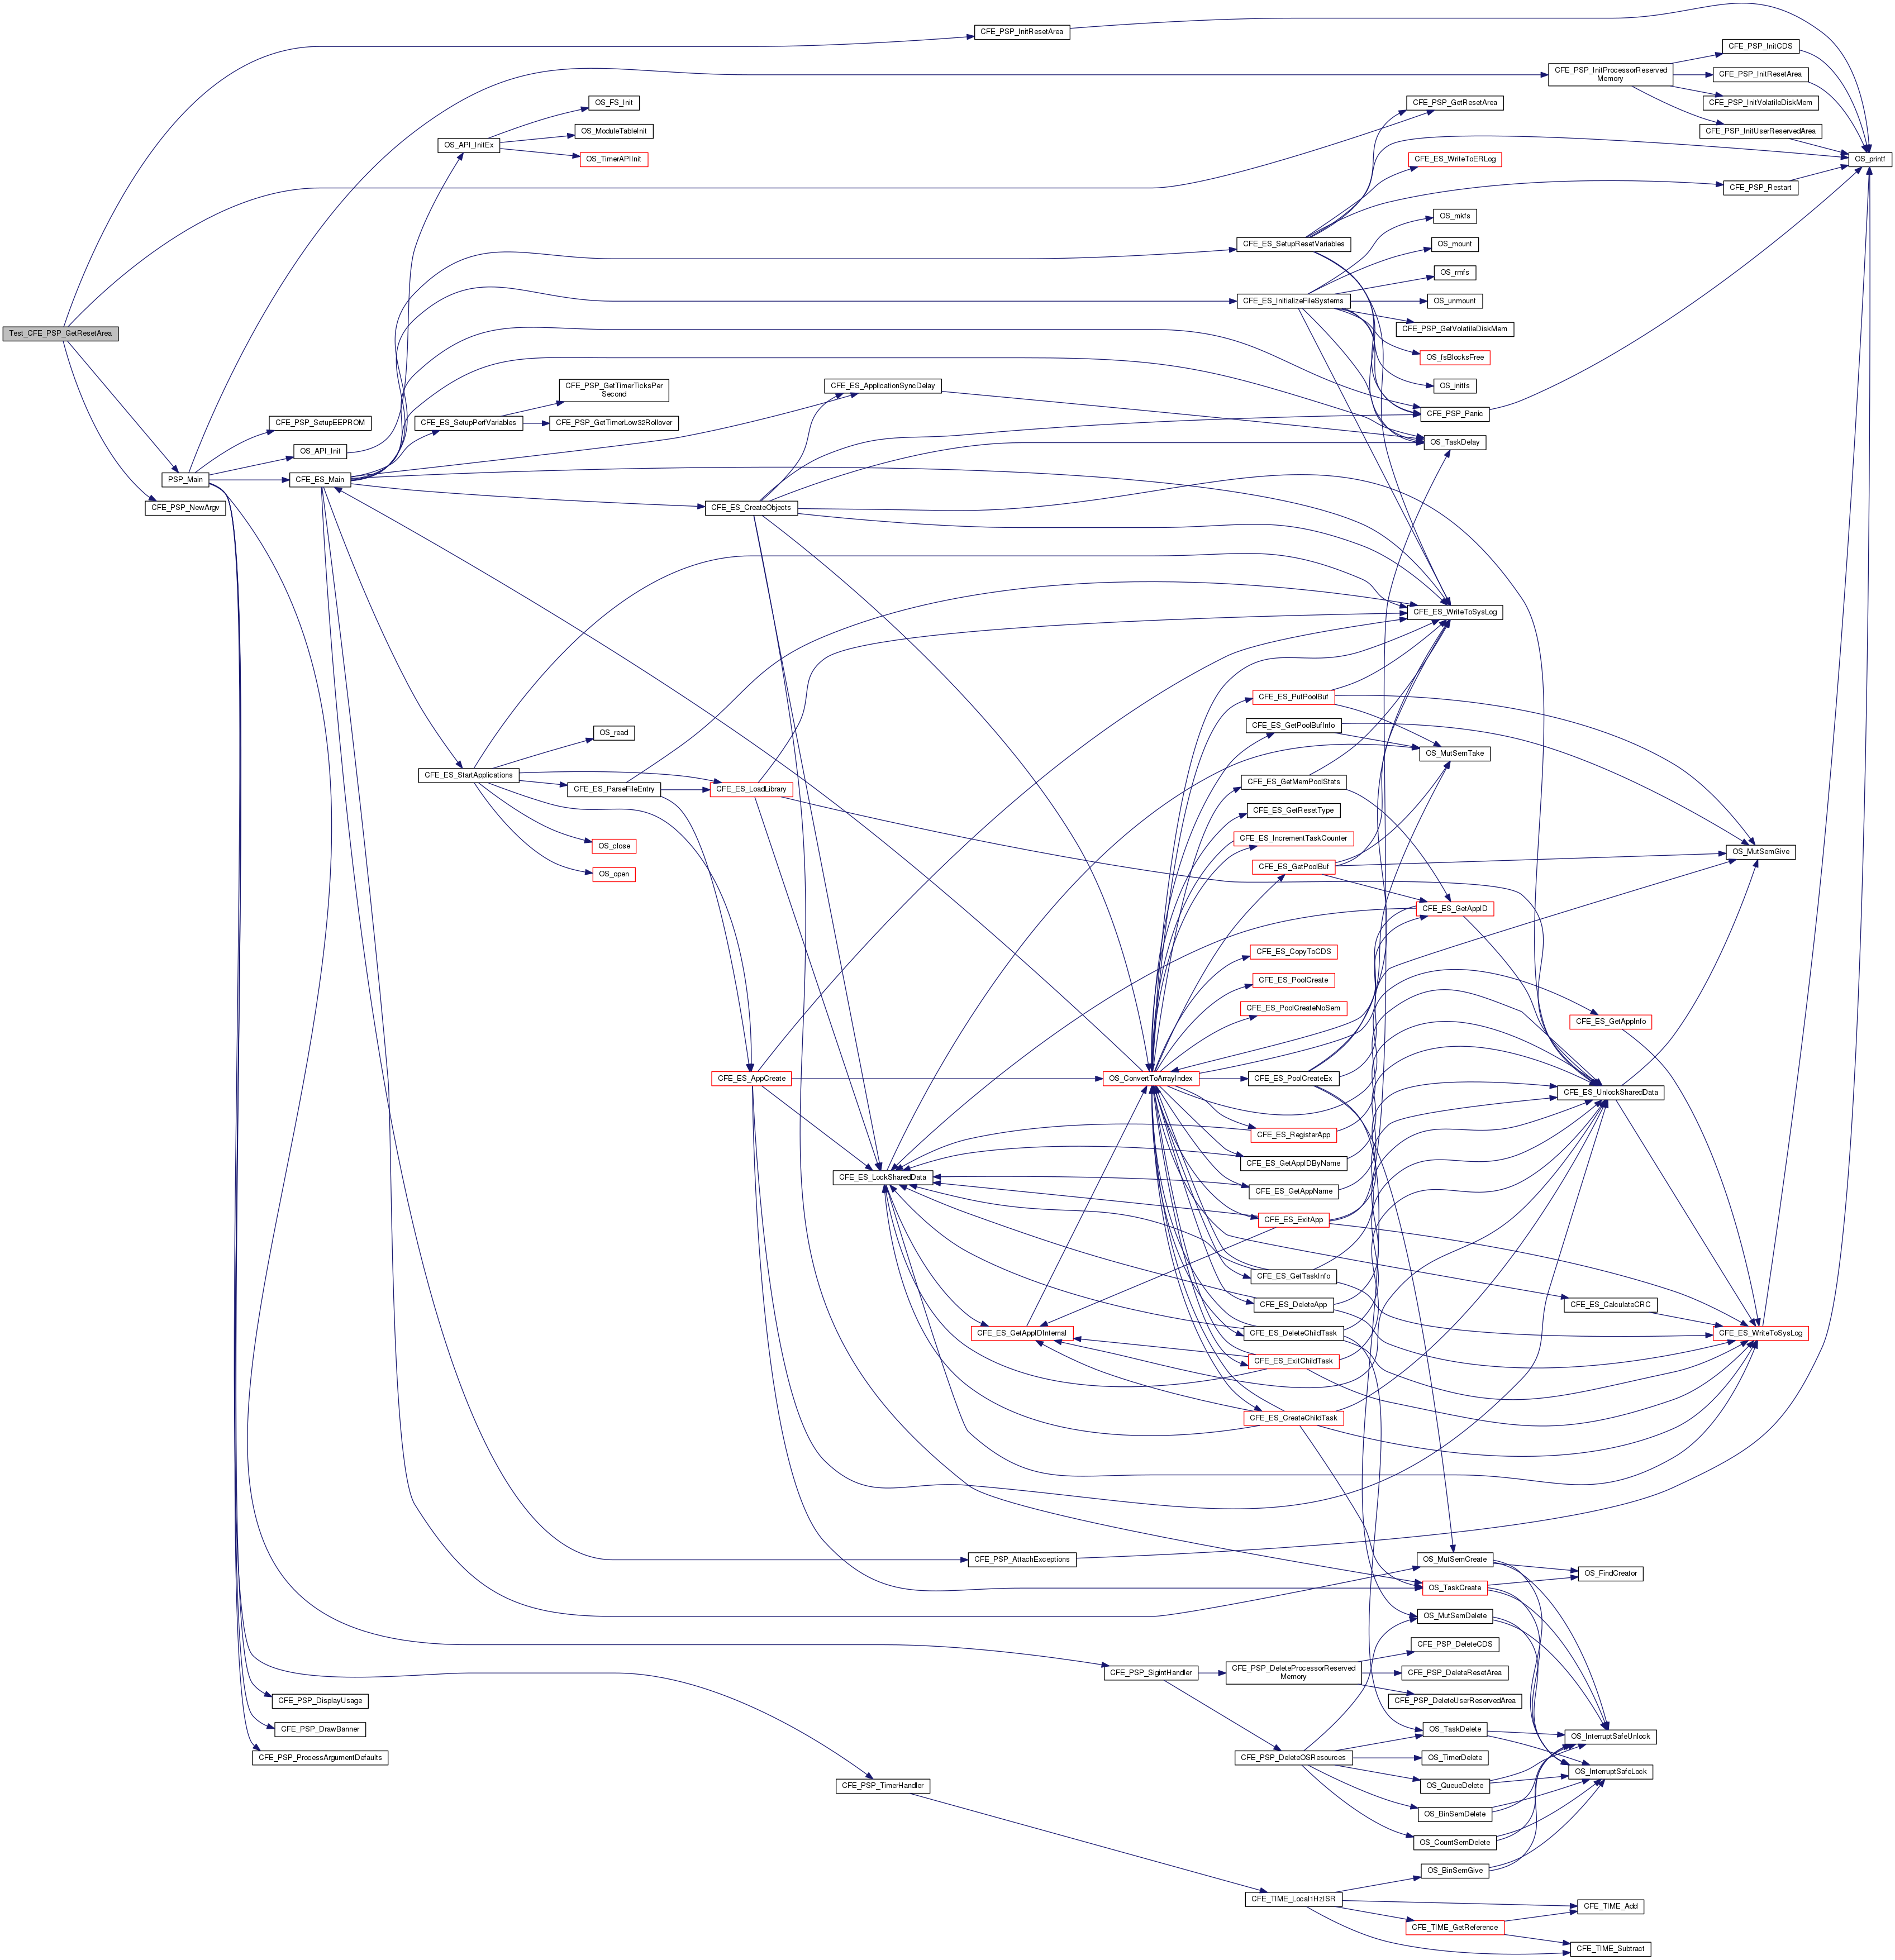 CFE_PSP_InitResetArea
CFE_PSP_InitCDS
CFE_PSP_InitProcessorReserved
Memory
CFE_PSP_InitResetArea
OS_FS_Init
CFE_PSP_GetResetArea
CFE_PSP_InitVolatileDiskMem
OS_ModuleTableInit
CFE_PSP_InitUserReservedArea
OS_API_InitEx
OS_TimerAPIInit
CFE_ES_WriteToERLog
OS_printf
CFE_PSP_Restart
OS_mkfs
CFE_ES_SetupResetVariables
OS_mount
OS_rmfs
CFE_ES_InitializeFileSystems
OS_unmount
CFE_PSP_GetVolatileDiskMem
Test_CFE_PSP_GetResetArea
OS_fsBlocksFree
CFE_ES_ApplicationSyncDelay
OS_initfs
CFE_PSP_GetTimerTicksPer
Second
CFE_PSP_Panic
CFE_PSP_SetupEEPROM
CFE_ES_SetupPerfVariables
CFE_PSP_GetTimerLow32Rollover
OS_TaskDelay
OS_API_Init
PSP_Main
CFE_ES_Main
CFE_PSP_NewArgv
CFE_ES_CreateObjects
CFE_ES_WriteToSysLog
CFE_ES_PutPoolBuf
CFE_ES_GetPoolBufInfo
OS_read
OS_MutSemTake
CFE_ES_StartApplications
CFE_ES_ParseFileEntry
CFE_ES_LoadLibrary
CFE_ES_GetMemPoolStats
CFE_ES_GetResetType
CFE_ES_IncrementTaskCounter
OS_close
OS_MutSemGive
OS_open
CFE_ES_GetPoolBuf
CFE_ES_GetAppID
CFE_ES_CopyToCDS
CFE_ES_PoolCreate
CFE_ES_PoolCreateNoSem
CFE_ES_GetAppInfo
CFE_ES_AppCreate
OS_ConvertToArrayIndex
CFE_ES_PoolCreateEx
CFE_ES_UnlockSharedData
CFE_ES_RegisterApp
CFE_ES_GetAppIDByName
CFE_ES_LockSharedData
CFE_ES_GetAppName
CFE_ES_ExitApp
CFE_ES_GetTaskInfo
CFE_ES_DeleteApp
CFE_ES_CalculateCRC
CFE_ES_GetAppIDInternal
CFE_ES_DeleteChildTask
CFE_ES_WriteToSysLog
CFE_ES_ExitChildTask
CFE_ES_CreateChildTask
CFE_PSP_AttachExceptions
OS_MutSemCreate
OS_FindCreator
OS_TaskCreate
OS_MutSemDelete
CFE_PSP_DeleteCDS
CFE_PSP_SigintHandler
CFE_PSP_DeleteProcessorReserved
Memory
CFE_PSP_DeleteResetArea
CFE_PSP_DisplayUsage
CFE_PSP_DeleteUserReservedArea
CFE_PSP_DrawBanner
OS_TaskDelete
OS_InterruptSafeUnlock
CFE_PSP_ProcessArgumentDefaults
CFE_PSP_DeleteOSResources
OS_TimerDelete
OS_InterruptSafeLock
CFE_PSP_TimerHandler
OS_QueueDelete
OS_BinSemDelete
OS_CountSemDelete
OS_BinSemGive
CFE_TIME_Local1HzISR
CFE_TIME_Add
CFE_TIME_GetReference
CFE_TIME_Subtract